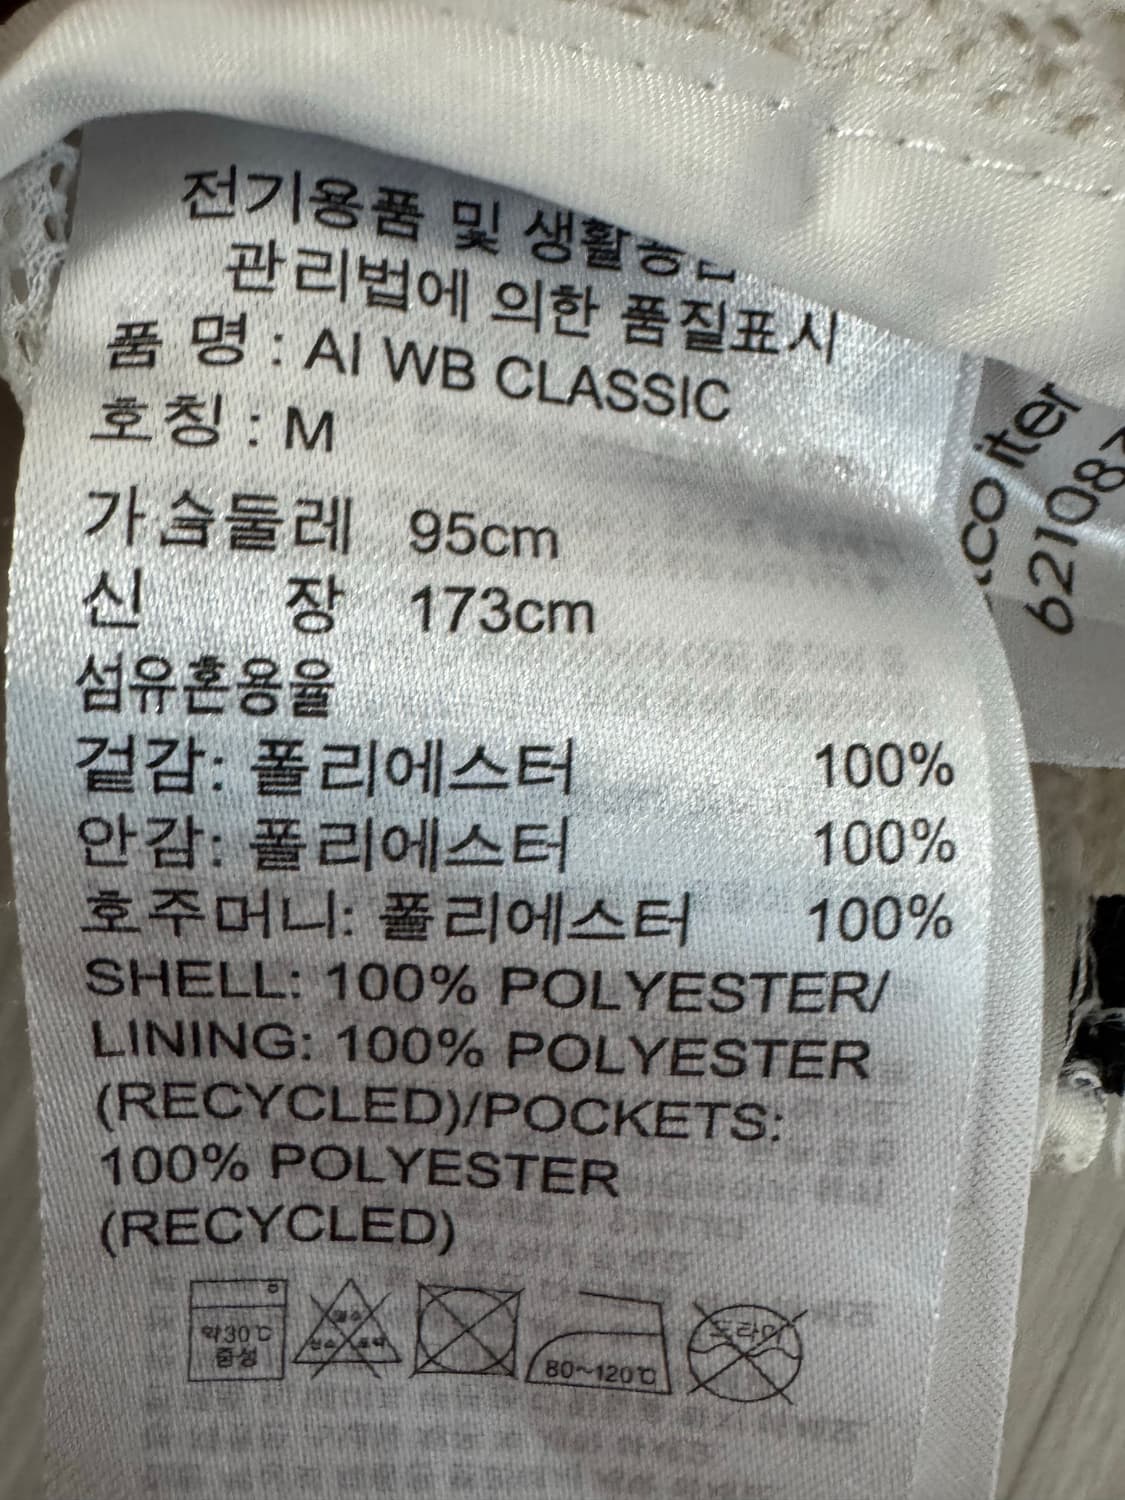 전기용품 및 생활용품
관리법에 의한 품질표시
품 명 : AI WB CLASSIC
호칭 : M
가슴둘레 95cm
신 장 173cm
섬유혼용율
겉감: 폴리에스터 100%
안감: 폴리에스터 100%
호주머니: 폴리에스터 100%
SHELL: 100% POLYESTER/
LINING: 100% POLYESTER
(RECYCLED)/POCKETS:
100% POLYESTER
(RECYCLED)
약30℃
중성
80~120℃
드라이
iter